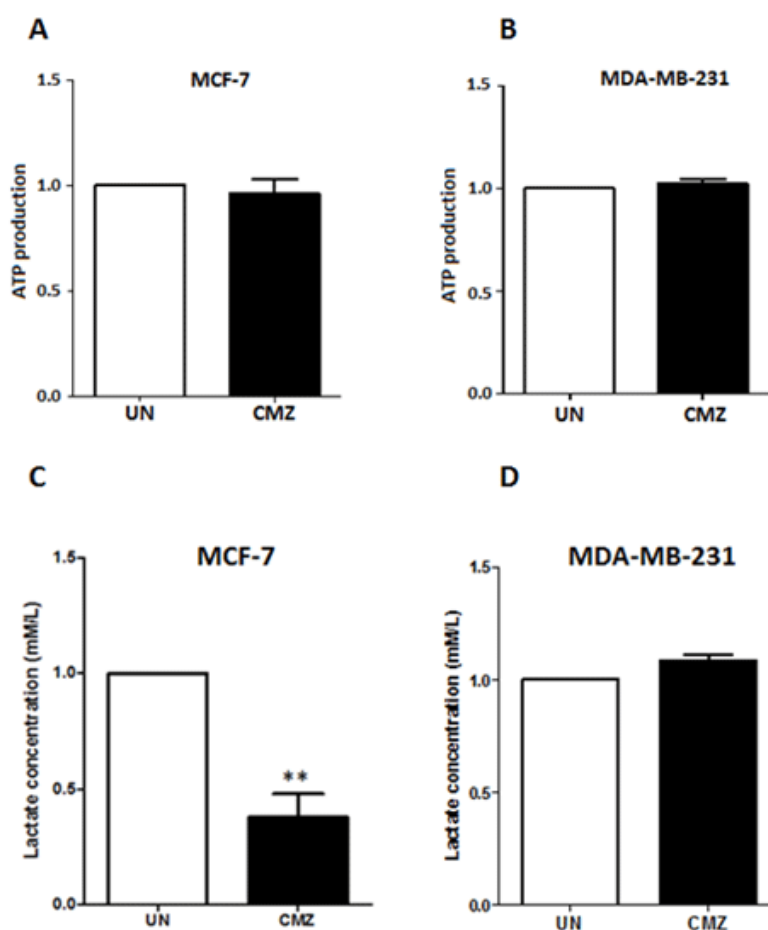 A
MCF-7
ATP production
1.5
1.0
0.5
0.0
UN CMZ
B
MDA-MB-231
ATP production
1.5
1.0
0.5
0.0
UN CMZ
C
MCF-7
Lactate concentration (mM/L)
1.5
1.0
0.5
0.0
**
UN CMZ
D
MDA-MB-231
Lactate concentration (mM/L)
1.5
1.0
0.5
0.0
UN CMZ